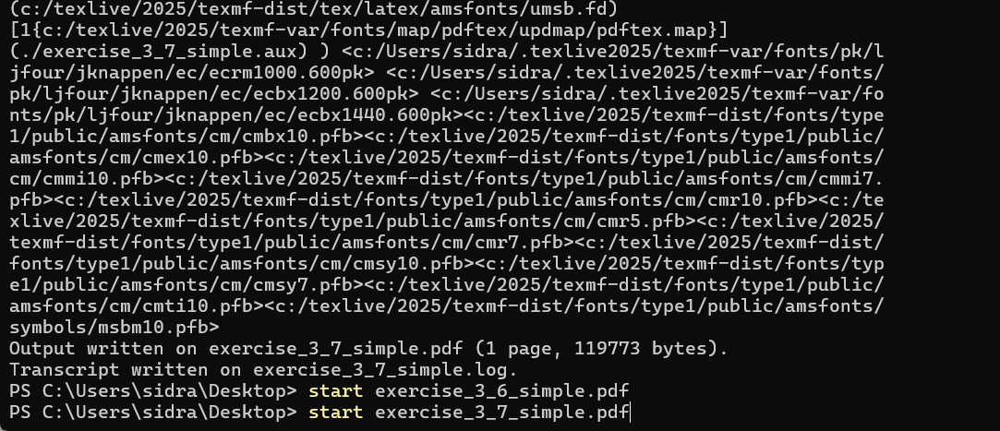 (c:/texlive/2025/texmf-dist/tex/latex/amsfonts/umsb.fd)
[1{c:/texlive/2025/texmf-var/fonts/map/pdftex/updmap/pdftex.map}]
(./exercise_3_7_simple.aux) ) <c:/Users/sidra/.texlive2025/texmf-var/fonts/pk/l
jfour/jknappen/ec/ecrm1000.600pk> <c:/Users/sidra/.texlive2025/texmf-var/fonts/
pk/ljfour/jknappen/ec/ecbx1200.600pk> <c:/Users/sidra/.texlive2025/texmf-var/fo
nts/pk/ljfour/jknappen/ec/ecbx1440.600pk><c:/texlive/2025/texmf-dist/fonts/type
1/public/amsfonts/cm/cmbx10.pfb><c:/texlive/2025/texmf-dist/fonts/type1/public/
amsfonts/cm/cmex10.pfb><c:/texlive/2025/texmf-dist/fonts/type1/public/amsfonts/
cm/cmmi10.pfb><c:/texlive/2025/texmf-dist/fonts/type1/public/amsfonts/cm/cmmi7.
pfb><c:/texlive/2025/texmf-dist/fonts/type1/public/amsfonts/cm/cmr10.pfb><c:/te
xlive/2025/texmf-dist/fonts/type1/public/amsfonts/cm/cmr5.pfb><c:/texlive/2025/
texmf-dist/fonts/type1/public/amsfonts/cm/cmr7.pfb><c:/texlive/2025/texmf-dist/
fonts/type1/public/amsfonts/cm/cmsy10.pfb><c:/texlive/2025/texmf-dist/fonts/typ
e1/public/amsfonts/cm/cmsy7.pfb><c:/texlive/2025/texmf-dist/fonts/type1/public/
amsfonts/cm/cmti10.pfb><c:/texlive/2025/texmf-dist/fonts/type1/public/amsfonts/
symbols/msbm10.pfb>
Output written on exercise_3_7_simple.pdf (1 page, 119773 bytes).
Transcript written on exercise_3_7_simple.log.
PS C:\Users\sidra\Desktop> start exercise_3_6_simple.pdf
PS C:\Users\sidra\Desktop> start exercise_3_7_simple.pdf